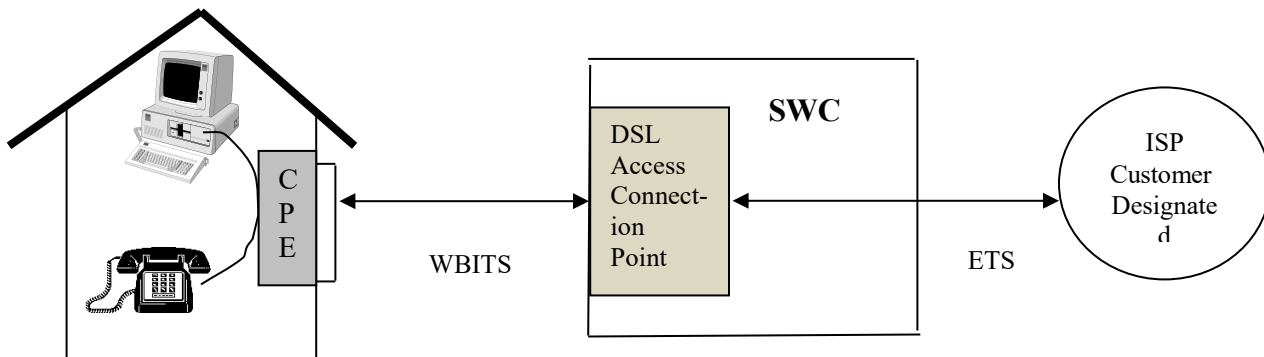 C
P
E
WBITS
DSL
Access
Connect-
ion
Point
SWC
ETS
ISP
Customer
Designate
d